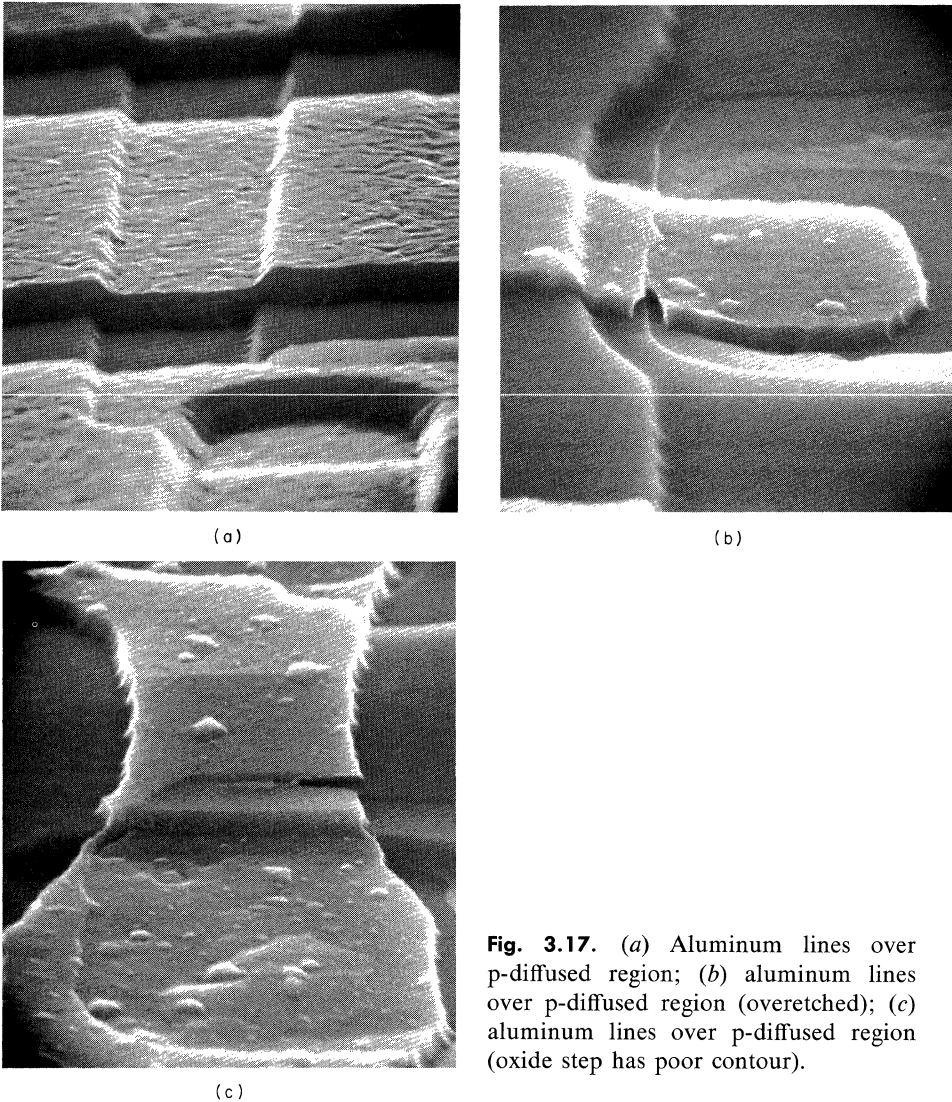 (a)
(b)
(c)
Fig. 3.17. (a) Aluminum lines over
p-diffused region; (b) aluminum lines
over p-diffused region (overetched); (c)
aluminum lines over p-diffused region
(oxide step has poor contour).